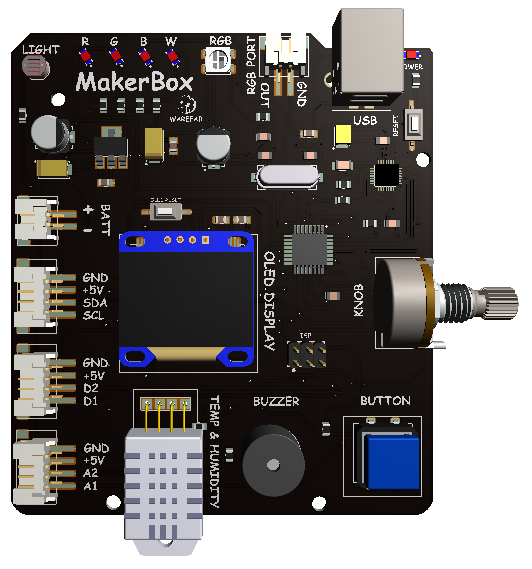 LIGHT
R G B W
RGB
RGB PORT
OUT
GND
POWER
MakerBox
WAREPAD
USB
RESET
+
-
BATT
OLED DISPLAY
GND
+5V
SDA
SCL
KNOB
ISP
GND
+5V
D2
D1
TEMP & HUMIDITY
BUZZER
BUTTON
GND
+5V
A2
A1